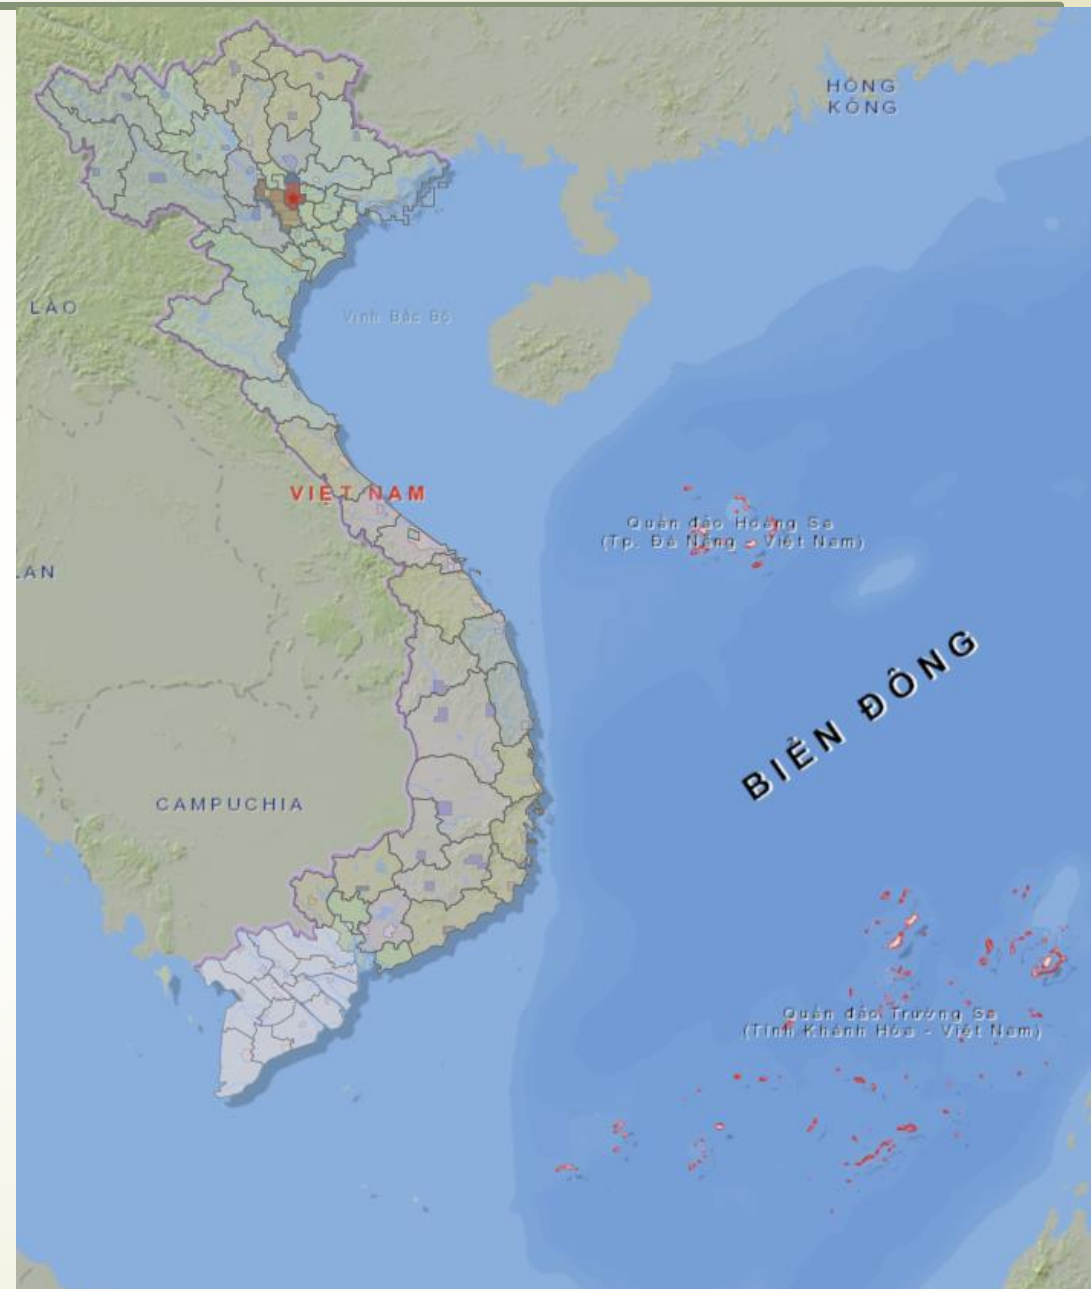 HỒNG
KÔNG
LÀO
Vịnh Bắc Bộ
VIỆT NAM
Quần đảo Hoàng Sa
(Tp. Đà Nẵng - Việt Nam)
LAN
BIỂN ĐÔNG
CAMPUCHIA
Quần đảo Trường Sa
(Tỉnh Khánh Hòa - Việt Nam)